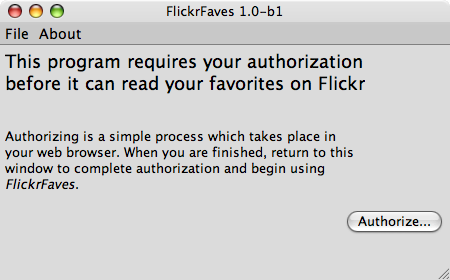 FlickrFaves 1.0-b1
File About
This program requires your authorization
before it can read your favorites on Flickr
Authorizing is a simple process which takes place in
your web browser. When you are finished, return to this
window to complete authorization and begin using
FlickrFaves.
Authorize...